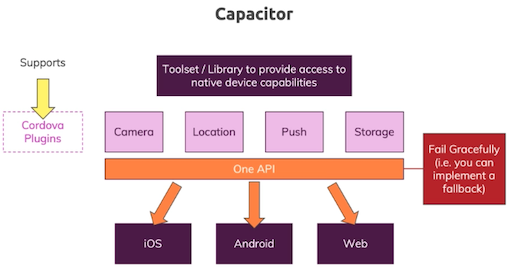 Capacitor
Supports
Toolset / Library to provide access to
native device capabilities
Cordova
Plugins
Camera
Location
Push
Storage
One API
Fail Gracefully
(i.e. you can
implement a
fallback)
iOS
Android
Web